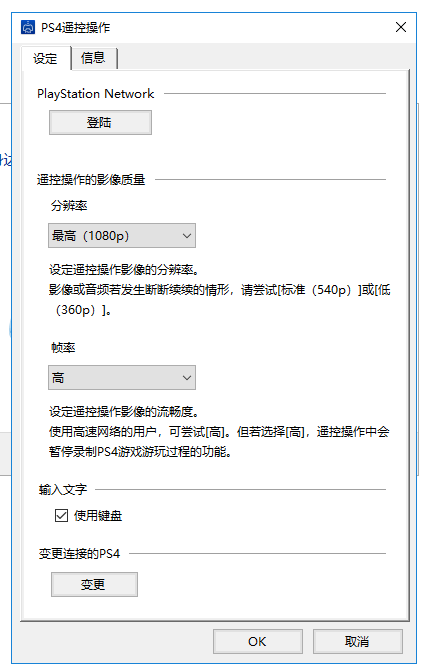 PS4遥控操作
设定
信息
PlayStation Network
登陆
遥控操作的影像质量
分辨率
最高（1080p）
设定遥控操作影像的分辨率。
影像或音频若发生断断续续的情形，请尝试[标准（540p）]或[低
（360p）]。
帧率
高
设定遥控操作影像的流畅度。
使用高速网络的用户，可尝试[高]。但若选择[高]，遥控操作中会
暂停录制PS4游戏游玩过程的功能。
输入文字
使用键盘
变更连接的PS4
变更
OK
取消